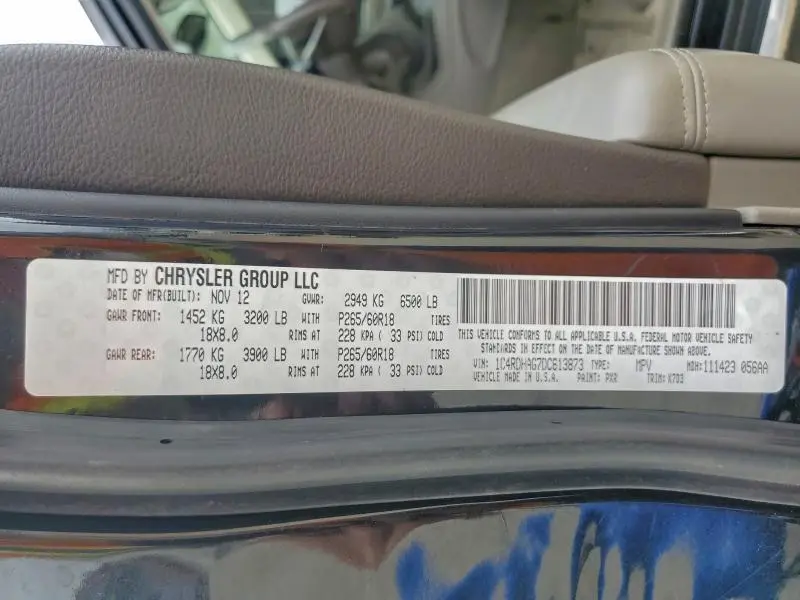 MFD BY CHRYSLER GROUP LLC
DATE OF MFR(BUILT): NOV 12 GVWR: 2949 KG 6500 LB
GAWR FRONT: 1452 KG 3200 LB WITH P265/60R18 TIRES
18X8.0 RIMS AT 228 KPA ( 33 PSI) COLD
GAWR REAR: 1770 KG 3900 LB WITH P265/60R18 TIRES
18X8.0 RIMS AT 228 KPA ( 33 PSI) COLD
THIS VEHICLE CONFORMS TO ALL APPLICABLE U.S.A. FEDERAL MOTOR VEHICLE SAFETY
STANDARDS IN EFFECT ON THE DATE OF MANUFACTURE SHOWN ABOVE.
VIN: 1C4RDHAG7DC613873 TYPE: MPV MDH: 111423 056AA
VEHICLE MADE IN U.S.A. PAINT: PXR TRIM: K7D3